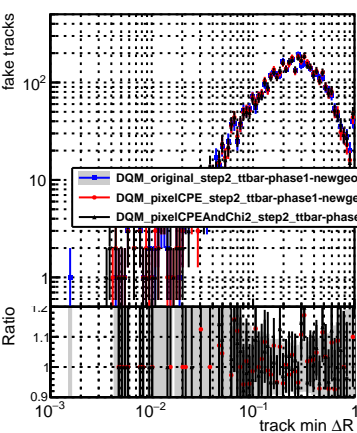 fake tracks
10²
10
1
DQM_original_step2_ttbar-phase1-newgeo
DQM_pixelCPE_step2_ttbar-phase1-newgeo
DQM_pixelCPEAndChi2_step2_ttbar-phase
Ratio
1.2
1.1
1
0.9
10⁻³ 10⁻² 10⁻¹ 1
track min ΔR